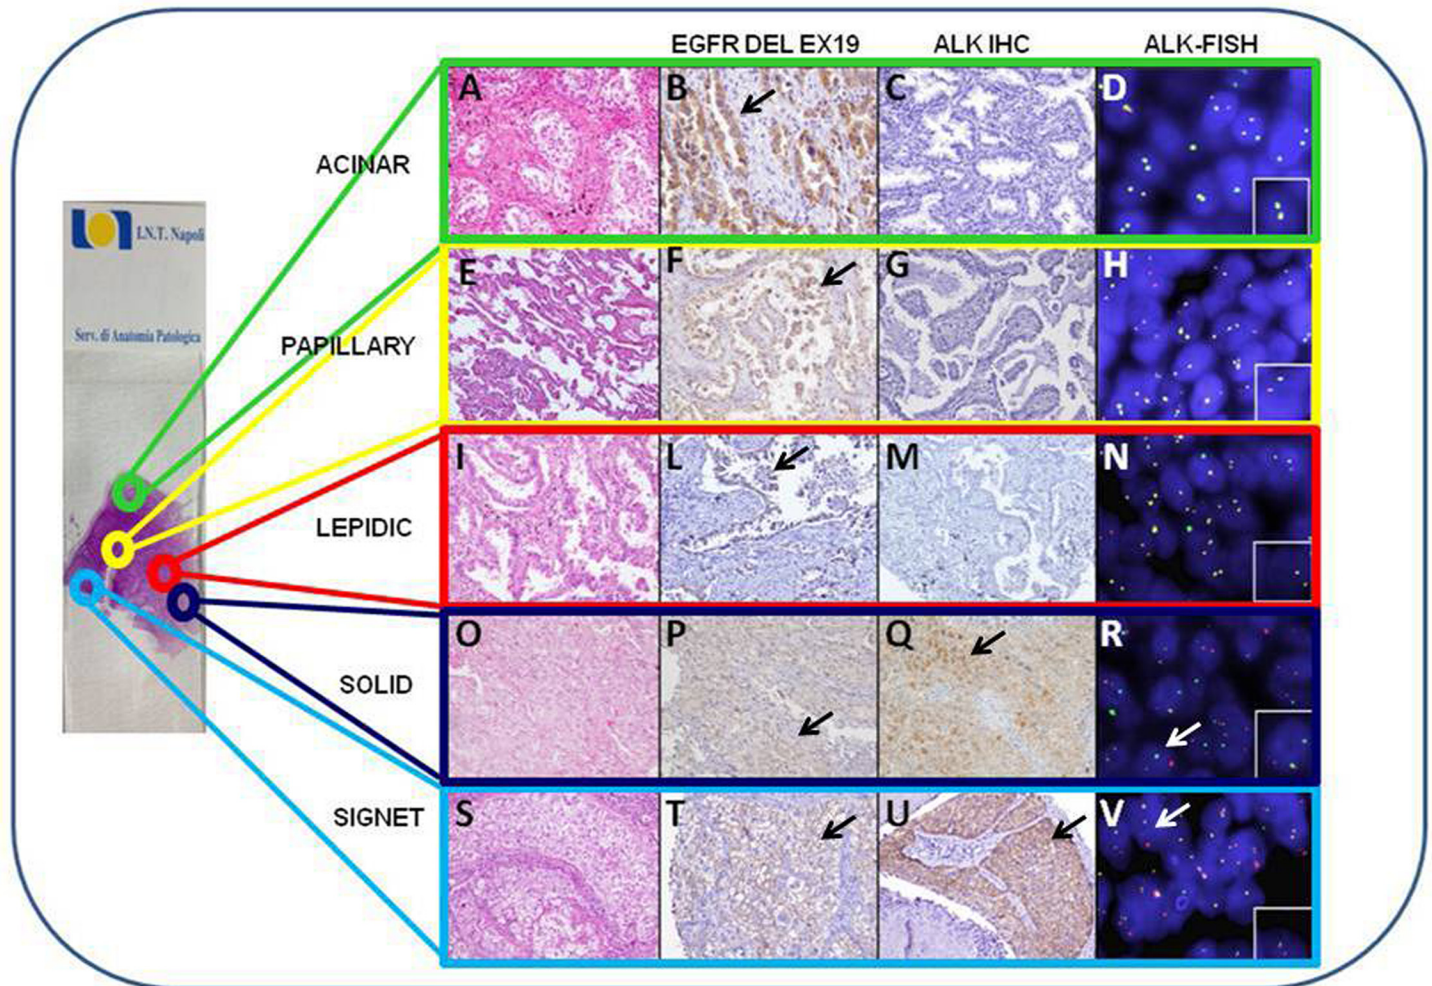 EGFR DEL EX19 ALK IHC ALK-FISH
ACINAR
A B C D
I.N.T. Napoli
Serv. di Anatomia Patologica
PAPILLARY
E F G H
LEPIDIC
I L M N
SOLID
O P Q R
SIGNET
S T U V